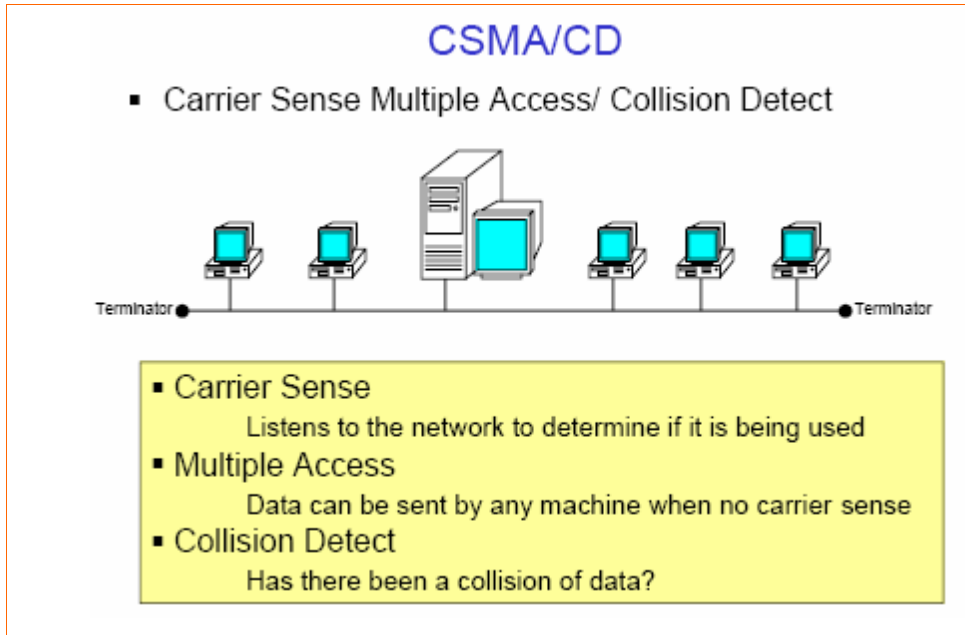 CSMA/CD
▪ Carrier Sense Multiple Access/ Collision Detect
Terminator
Terminator
▪ Carrier Sense
Listens to the network to determine if it is being used
▪ Multiple Access
Data can be sent by any machine when no carrier sense
▪ Collision Detect
Has there been a collision of data?